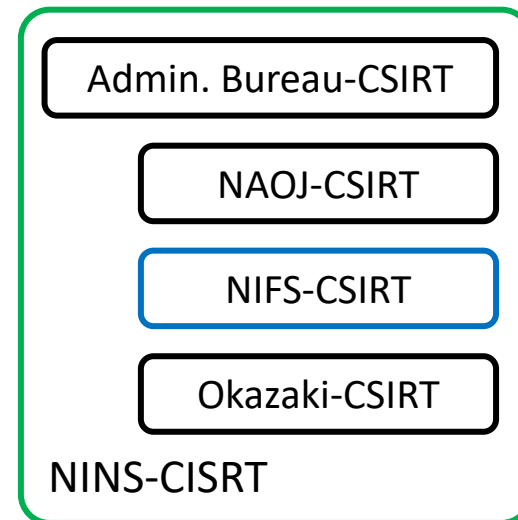 Admin. Bureau-CSIRT
NAOJ-CSIRT
NIFS-CSIRT
Okazaki-CSIRT
NINS-CISRT